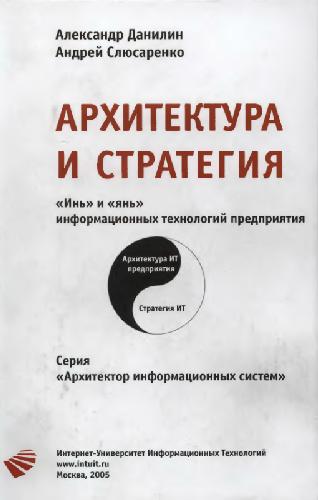 Александр Данилин
Андрей Слюсаренко
АРХИТЕКТУРА
И СТРАТЕГИЯ
«Инь» и «янь»
информационных технологий предприятия
Архитектура ИТ
предприятия
Стратегия ИТ
Серия
«Архитектор информационных систем»
Интернет-Университет Информационных Технологий
www.intuit.ru
Москва, 2005